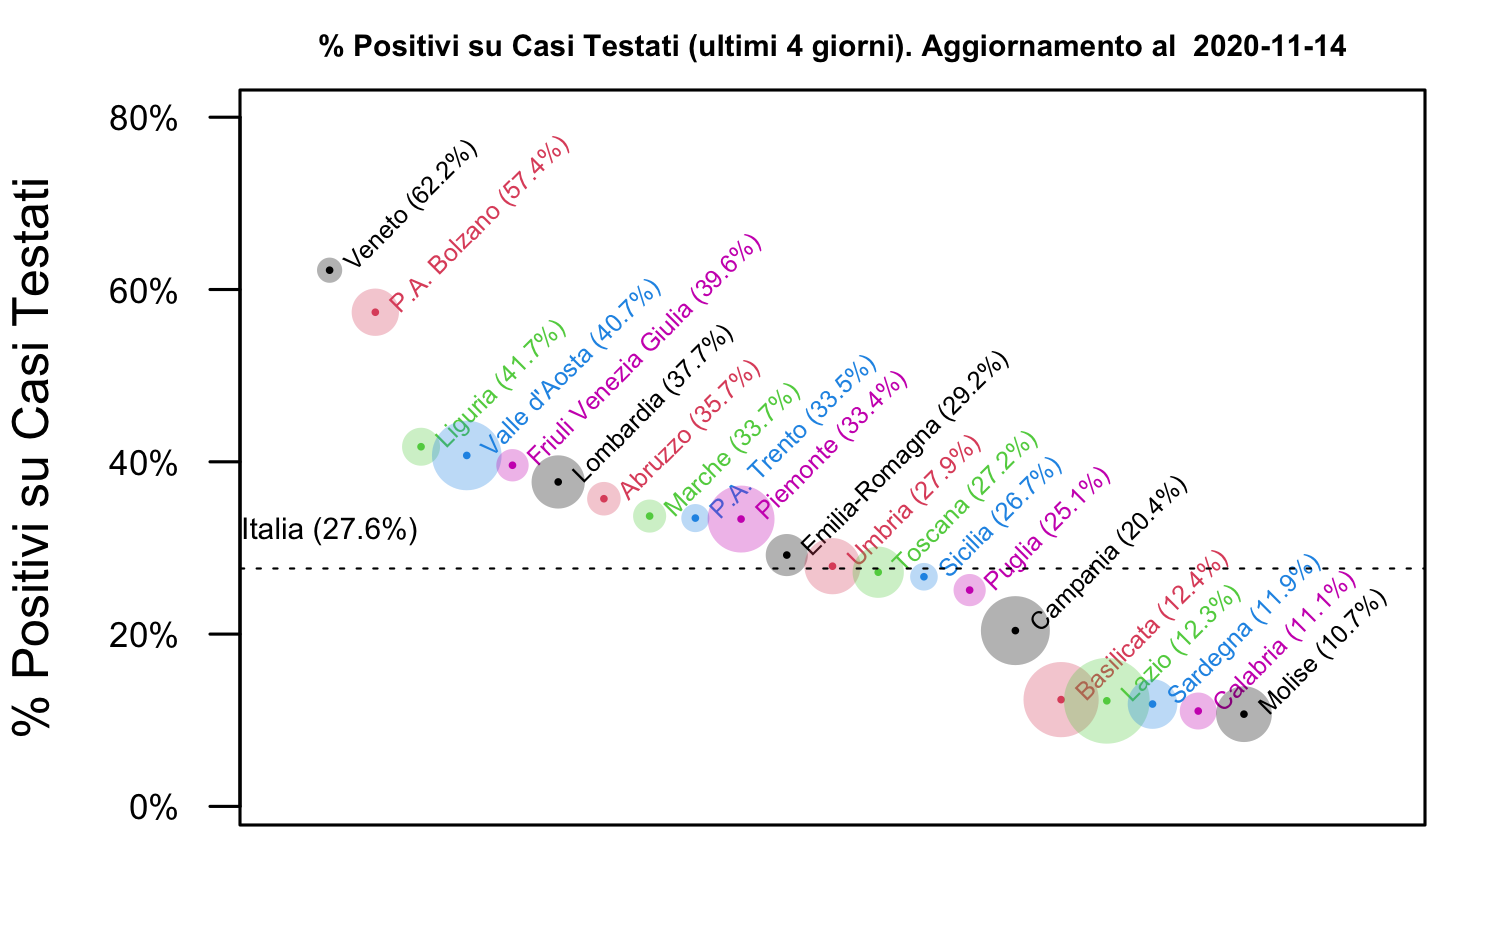 % Positivi su Casi Testati (ultimi 4 giorni). Aggiornamento al  2020-11-14
% Positivi su Casi Testati
80%
60%
40%
20%
0%
Veneto (62.2%)
P.A. Bolzano (57.4%)
Liguria (41.7%)
Valle d'Aosta (40.7%)
Friuli Venezia Giulia (39.6%)
Lombardia (37.7%)
Abruzzo (35.7%)
Marche (33.7%)
P.A. Trento (33.5%)
Piemonte (33.4%)
Emilia-Romagna (29.2%)
Umbria (27.9%)
Toscana (27.2%)
Sicilia (26.7%)
Puglia (25.1%)
Campania (20.4%)
Basilicata (12.4%)
Lazio (12.3%)
Sardegna (11.9%)
Calabria (11.1%)
Molise (10.7%)
Italia (27.6%)